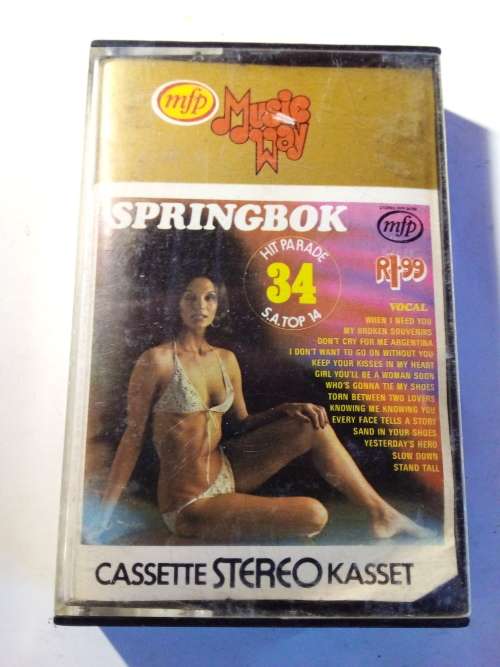 mfp
Music
Way
SPRINGBOK
mfp
HIT PARADE
34
S.A. TOP 14
R1·99
VOCAL
WHEN I NEED YOU
MY BROKEN SOUVENIRS
DON'T CRY FOR ME ARGENTINA
I DON'T WANT TO GO ON WITHOUT YOU
KEEP YOUR KISSES IN MY HEART
GIRL YOU'LL BE A WOMAN SOON
WHO'S GONNA TIE MY SHOES
TORN BETWEEN TWO LOVERS
KNOWING ME KNOWING YOU
EVERY FACE TELLS A STORY
SAND IN YOUR SHOES
YESTERDAY'S HERO
SLOW DOWN
STAND TALL
CASSETTE STEREO KASSET